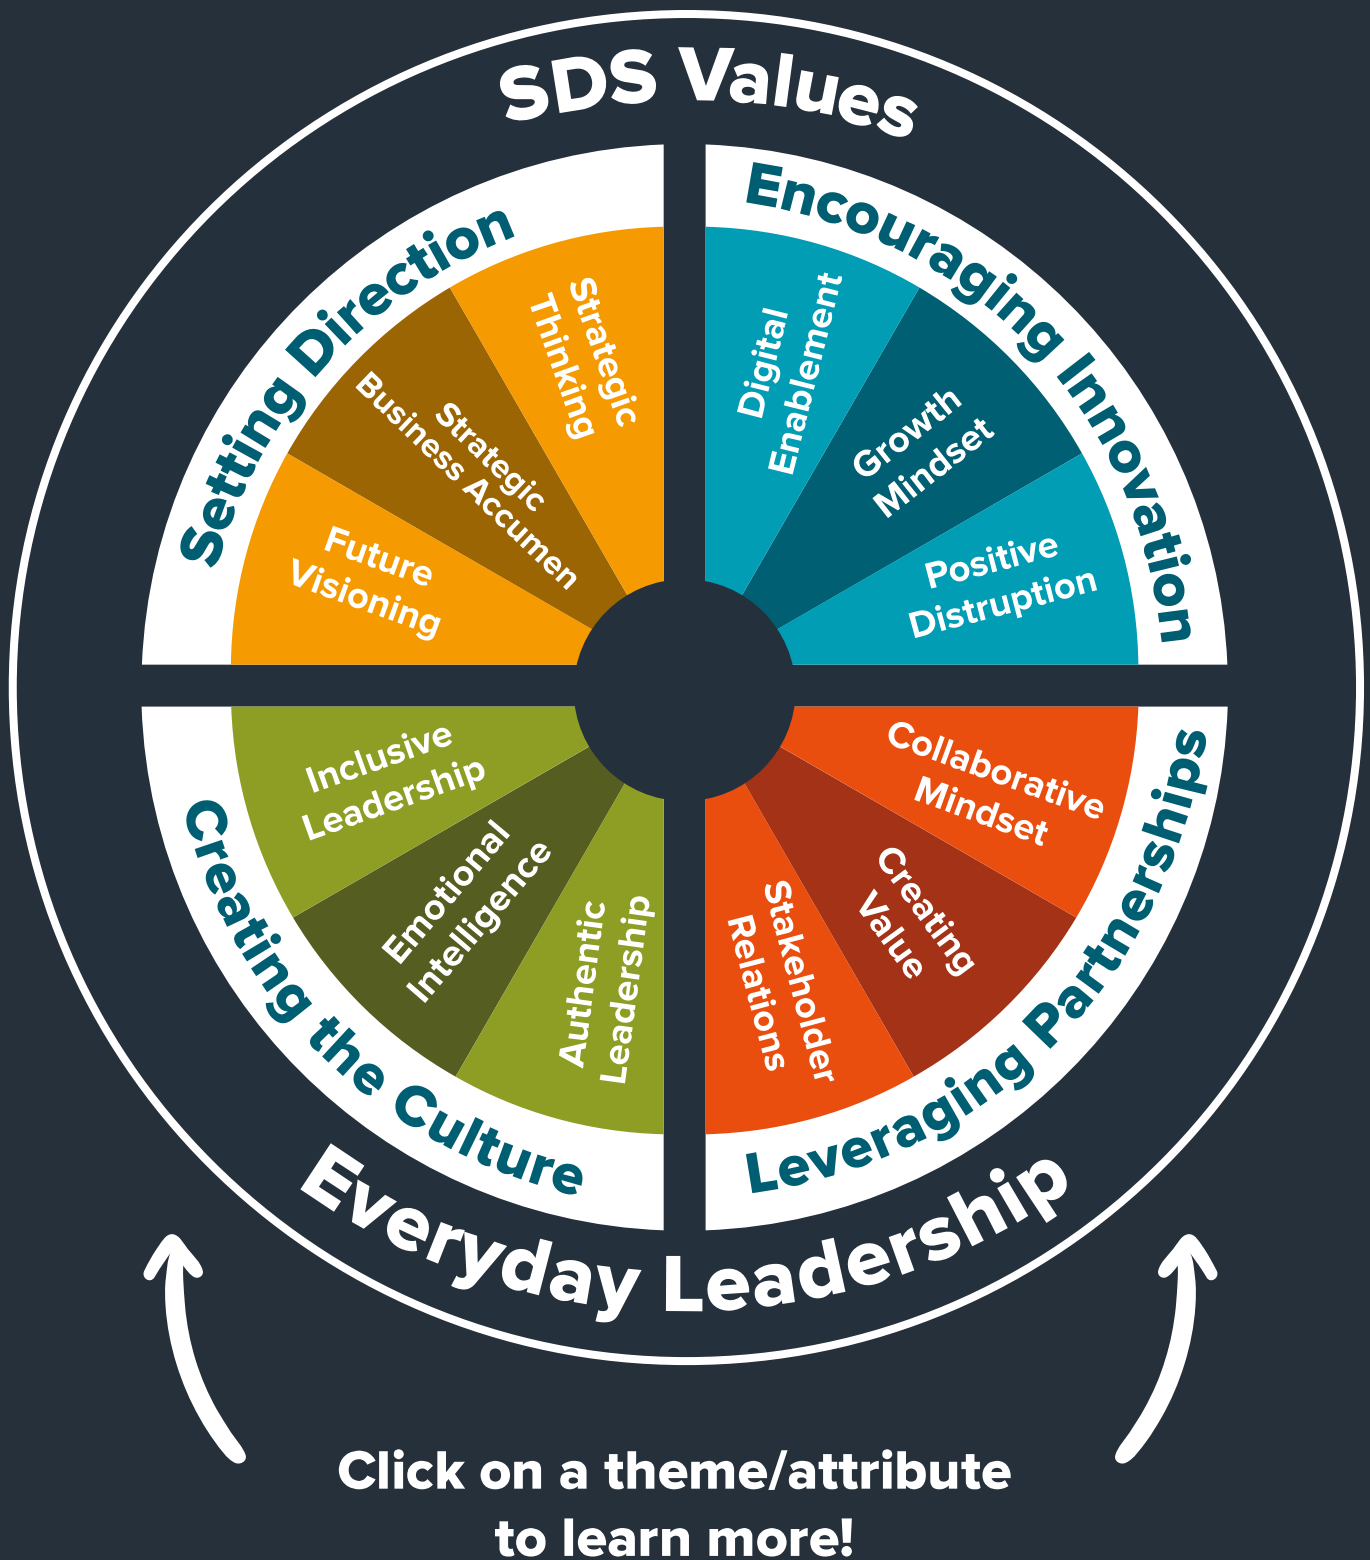 SDS Values
Setting Direction
Strategic
Thinking
Strategic
Business Accumen
Future
Visioning
Encouraging Innovation
Digital
Enablement
Growth
Mindset
Positive
Distruption
Creating the Culture
Inclusive
Leadership
Emotional
Intelligence
Authentic
Leadership
Leveraging Partnerships
Collaborative
Mindset
Creating
Value
Stakeholder
Relations
Everyday Leadership
Click on a theme/attribute
to learn more!